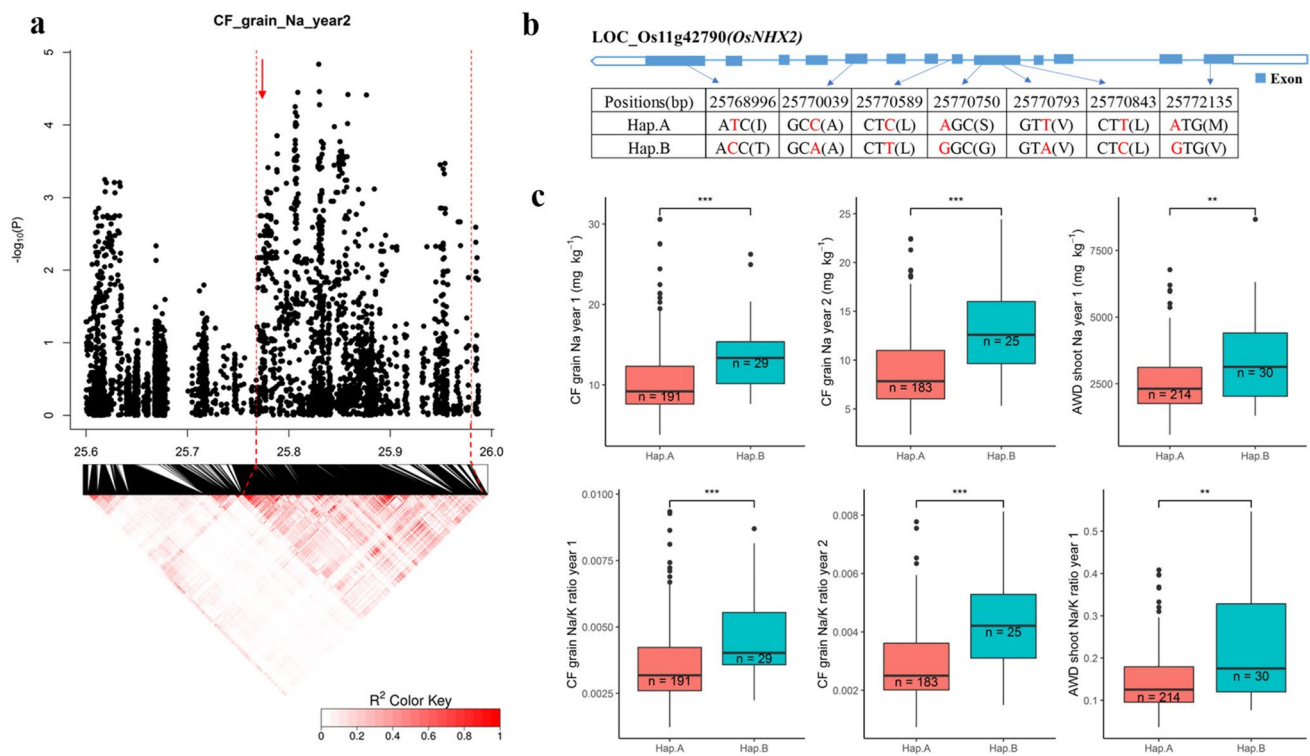 a
CF_grain_Na_year2
-log10(P)
5
4
3
2
1
0
25.6 25.7 25.8 25.9 26.0
R² Color Key
0 0.2 0.4 0.6 0.8 1
b
LOC_Os11g42790(OsNHX2)
Exon
Positions(bp) 25768996 25770039 25770589 25770750 25770793 25770843 25772135
Hap.A ATC(I) GCC(A) CTC(L) AGC(S) GTT(V) CTT(L) ATG(M)
Hap.B ACC(T) GCA(A) CTT(L) GGC(G) GTA(V) CTC(L) GTG(V)
c
CF grain Na year 1 (mg kg⁻¹)
30
20
10
***
n = 191
n = 29
Hap.A Hap.B
CF grain Na year 2 (mg kg⁻¹)
25
20
15
10
5
***
n = 183
n = 25
Hap.A Hap.B
AWD shoot Na year 1 (mg kg⁻¹)
7500
5000
2500
**
n = 214
n = 30
Hap.A Hap.B
CF grain Na/K ratio year 1
0.0100
0.0075
0.0050
0.0025
***
n = 191
n = 29
Hap.A Hap.B
CF grain Na/K ratio year 2
0.008
0.006
0.004
0.002
***
n = 183
n = 25
Hap.A Hap.B
AWD shoot Na/K ratio year 1
0.5
0.4
0.3
0.2
0.1
**
n = 214
n = 30
Hap.A Hap.B